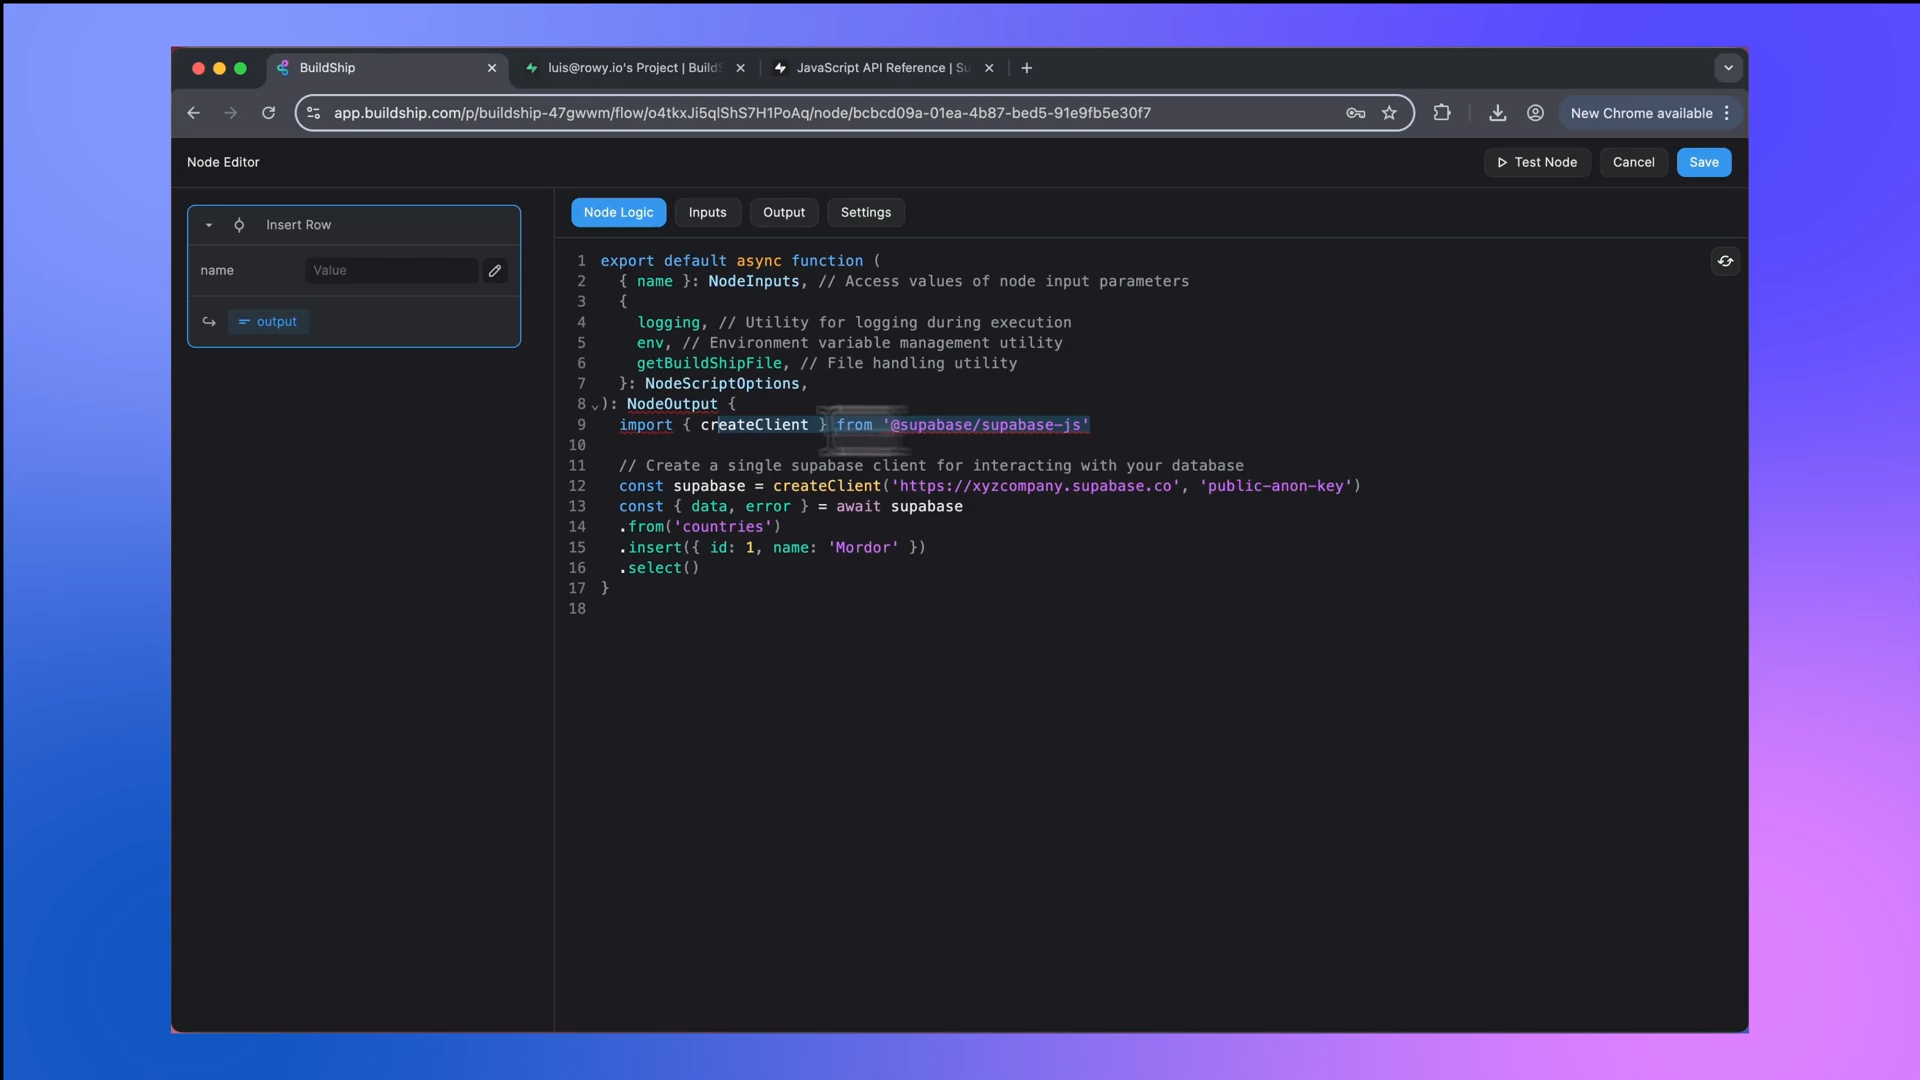 BuildShip
luis@rowy.io's Project | Build
JavaScript API Reference | Su
app.buildship.com/p/buildship-47gwwm/flow/o4tkxJi5qlShS7H1PoAq/node/bcbcd09a-01ea-4b87-bed5-91e9fb5e30f7
New Chrome available
Node Editor
Test Node
Cancel
Save
Insert Row
name
Value
output
Node Logic
Inputs
Output
Settings
1 export default async function (
2 { name }: NodeInputs, // Access values of node input parameters
3 {
4 logging, // Utility for logging during execution
5 env, // Environment variable management utility
6 getBuildShipFile, // File handling utility
7 }: NodeScriptOptions,
8 ): NodeOutput {
9 import { createClient } from '@supabase/supabase-js'
10
11 // Create a single supabase client for interacting with your database
12 const supabase = createClient('https://xyzcompany.supabase.co', 'public-anon-key')
13 const { data, error } = await supabase
14 .from('countries')
15 .insert({ id: 1, name: 'Mordor' })
16 .select()
17 }
18